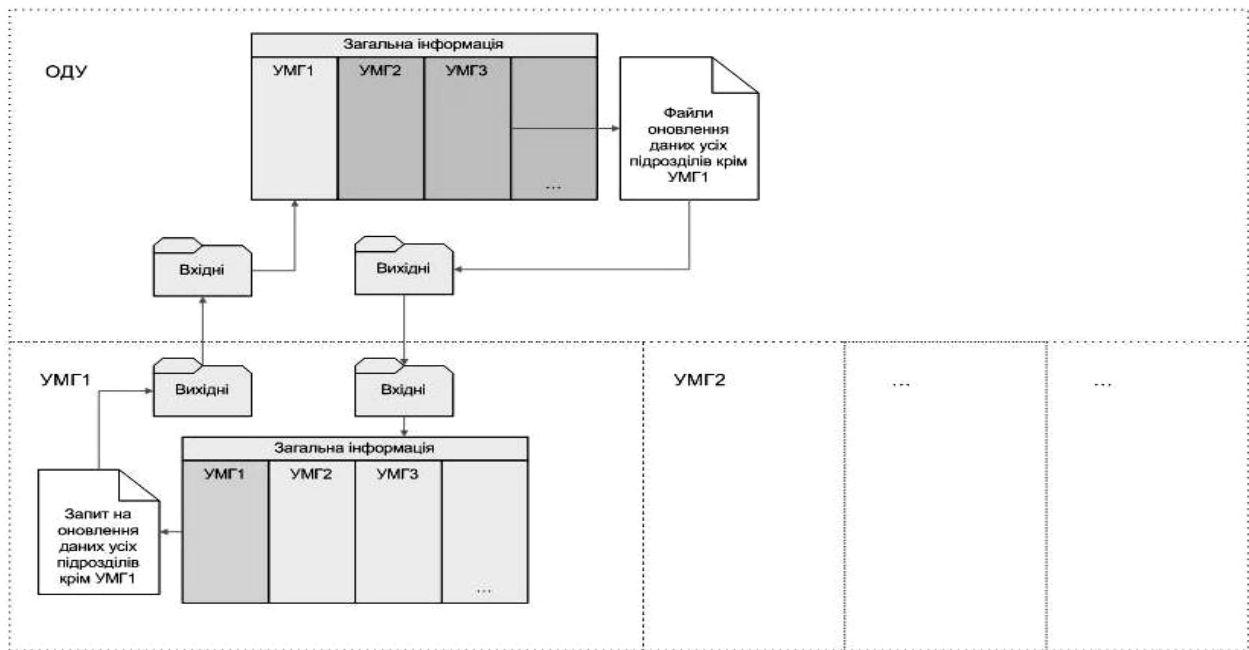 Загальна інформація
ОДУ
УМГ1
УМГ2
УМГ3
...
Файли
оновлення
даних усіх
підрозділів крім
УМГ1
Вхідні
Вихідні
УМГ1
Вихідні
Вхідні
УМГ2
...
...
Загальна інформація
УМГ1
УМГ2
УМГ3
...
Запит на
оновлення
даних усіх
підрозділів
крім УМГ1